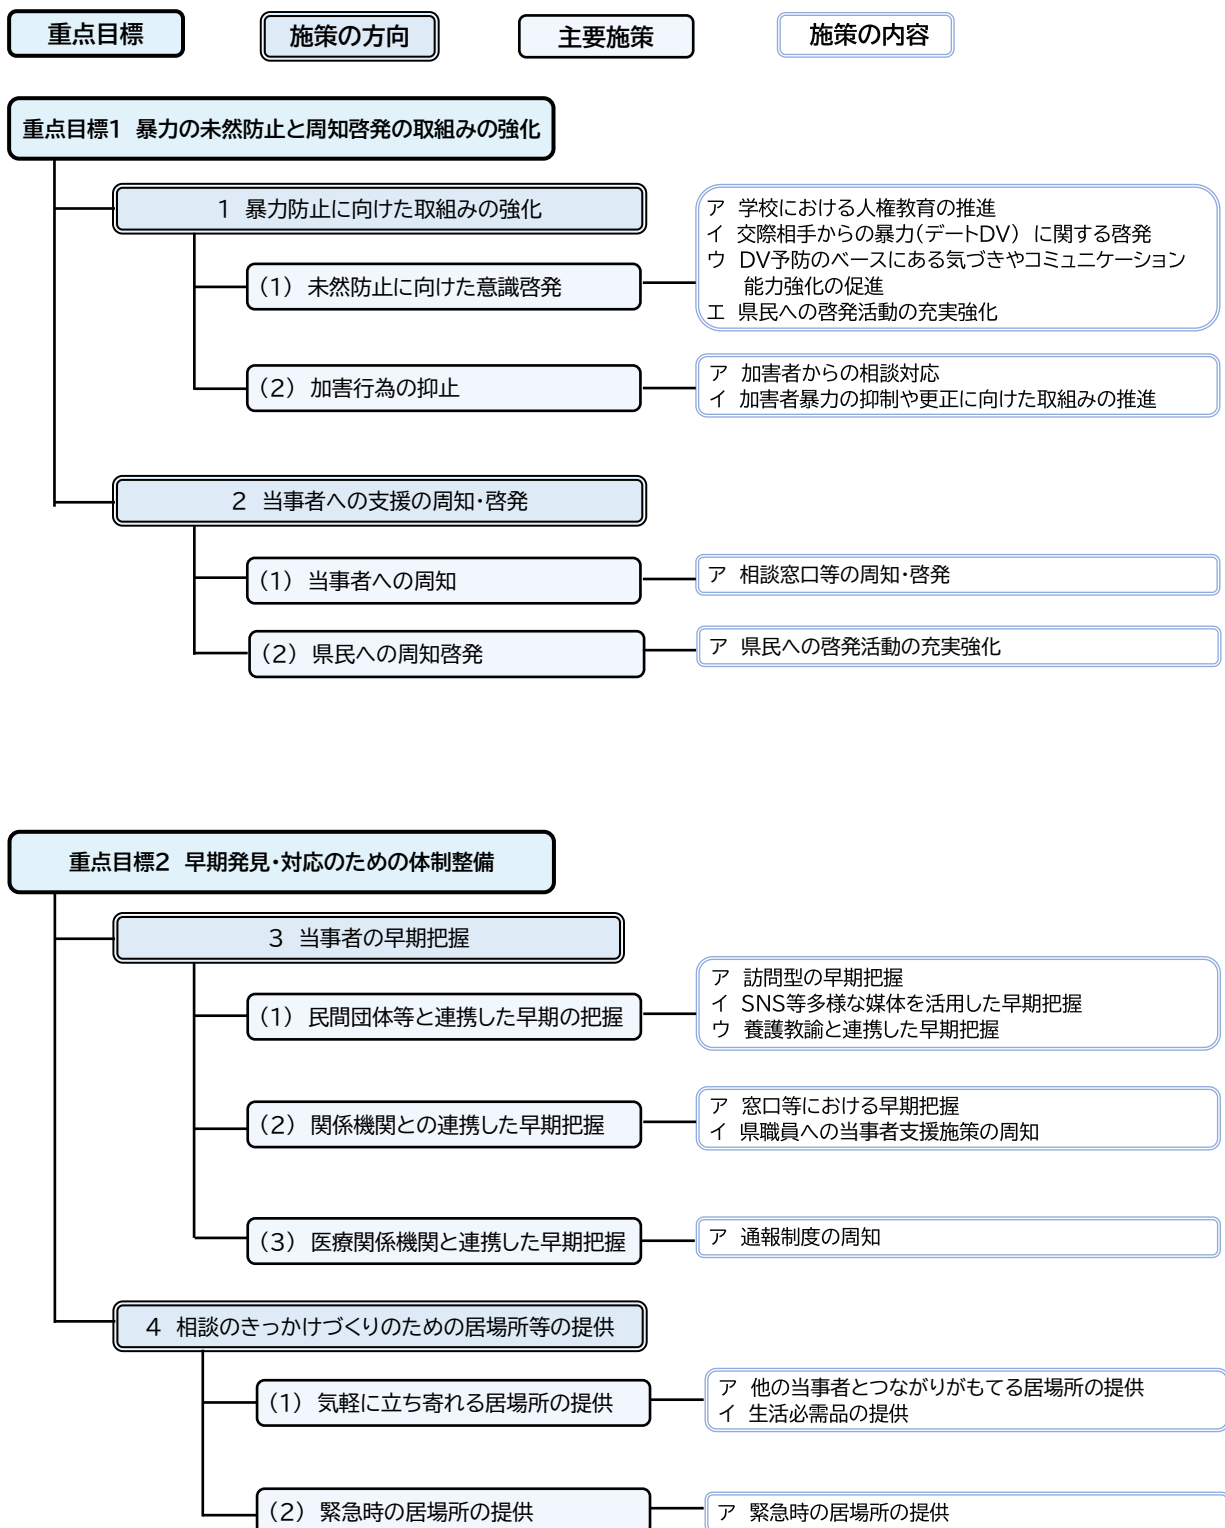 重点目標
施策の方向
主要施策
施策の内容
重点目標1 暴力の未然防止と周知啓発の取組みの強化
1 暴力防止に向けた取組みの強化
(1) 未然防止に向けた意識啓発
ア 学校における人権教育の推進
イ 交際相手からの暴力(デートDV) に関する啓発
ウ DV予防のベースにある気づきやコミュニケーション
能力強化の促進
エ 県民への啓発活動の充実強化
(2) 加害行為の抑止
ア 加害者からの相談対応
イ 加害者暴力の抑制や更正に向けた取組みの推進
2 当事者への支援の周知・啓発
(1) 当事者への周知
ア 相談窓口等の周知・啓発
(2) 県民への周知啓発
ア 県民への啓発活動の充実強化
重点目標2 早期発見・対応のための体制整備
3 当事者の早期把握
(1) 民間団体等と連携した早期の把握
ア 訪問型の早期把握
イ SNS等多様な媒体を活用した早期把握
ウ 養護教諭と連携した早期把握
(2) 関係機関との連携した早期把握
ア 窓口等における早期把握
イ 県職員への当事者支援施策の周知
(3) 医療関係機関と連携した早期把握
ア 通報制度の周知
4 相談のきっかけづくりのための居場所等の提供
(1) 気軽に立ち寄れる居場所の提供
ア 他の当事者とつながりがもてる居場所の提供
イ 生活必需品の提供
(2) 緊急時の居場所の提供
ア 緊急時の居場所の提供